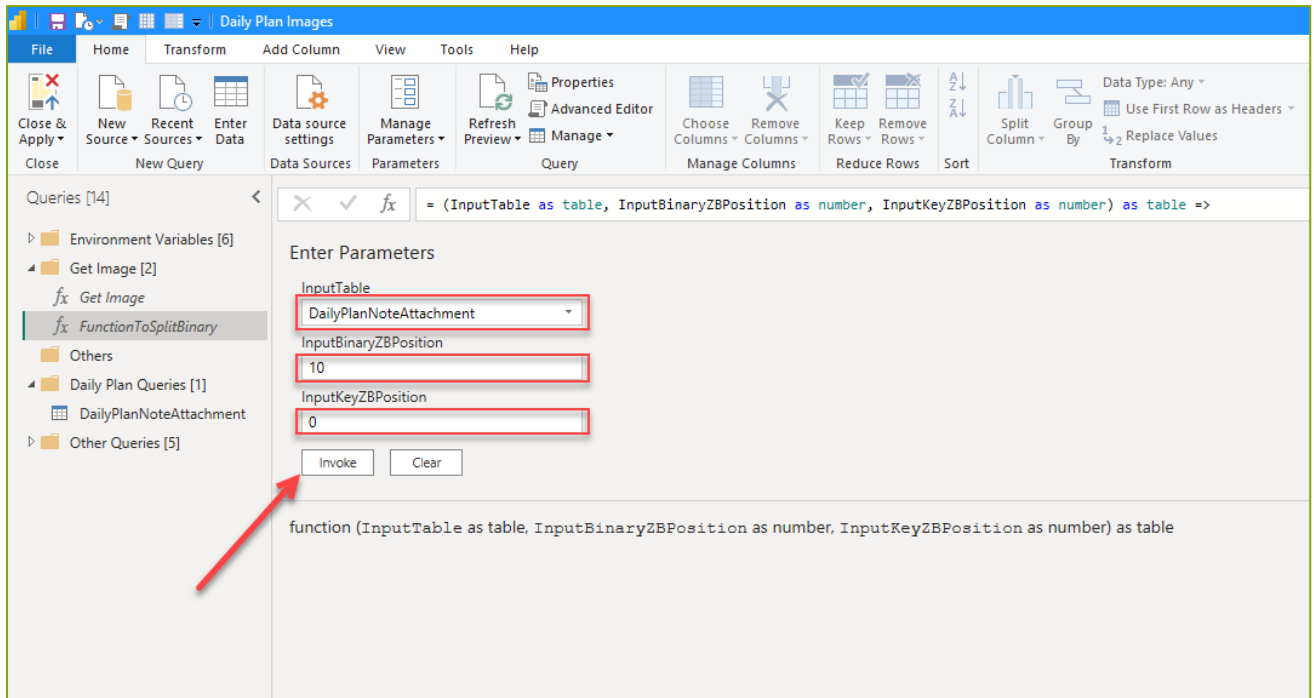 Daily Plan Images
File Home Transform Add Column View Tools Help
Close & Apply
New Source
Recent Sources
Enter Data
Data source settings
Manage Parameters
Refresh Preview
Properties
Advanced Editor
Manage
Choose Columns
Remove Columns
Keep Rows
Remove Rows
Split Column
Group By
Data Type: Any
Use First Row as Headers
Replace Values
Close New Query Data Sources Parameters Query Manage Columns Reduce Rows Sort Transform
Queries [14]
fx = (InputTable as table, InputBinaryZBPosition as number, InputKeyZBPosition as number) as table =>
Environment Variables [6]
Get Image [2]
fx Get Image
fx FunctionToSplitBinary
Others
Daily Plan Queries [1]
DailyPlanNoteAttachment
Other Queries [5]
Enter Parameters
InputTable
DailyPlanNoteAttachment
InputBinaryZBPosition
10
InputKeyZBPosition
0
Invoke Clear
function (InputTable as table, InputBinaryZBPosition as number, InputKeyZBPosition as number) as table